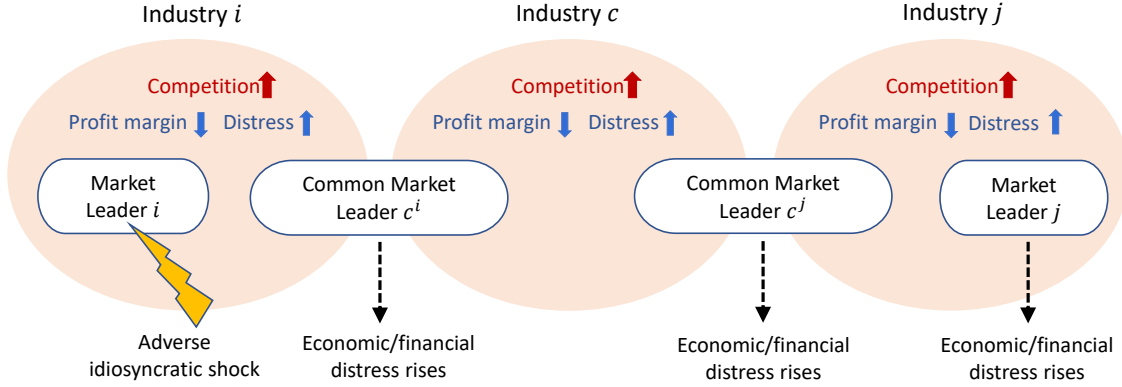 Industry i
Industry c
Industry j
Competition
Competition
Competition
Profit margin
Distress
Profit margin
Distress
Profit margin
Distress
Market
Leader i
Common Market
Leader cⁱ
Common Market
Leader cʲ
Market
Leader j
Adverse
idiosyncratic shock
Economic/financial
distress rises
Economic/financial
distress rises
Economic/financial
distress rises